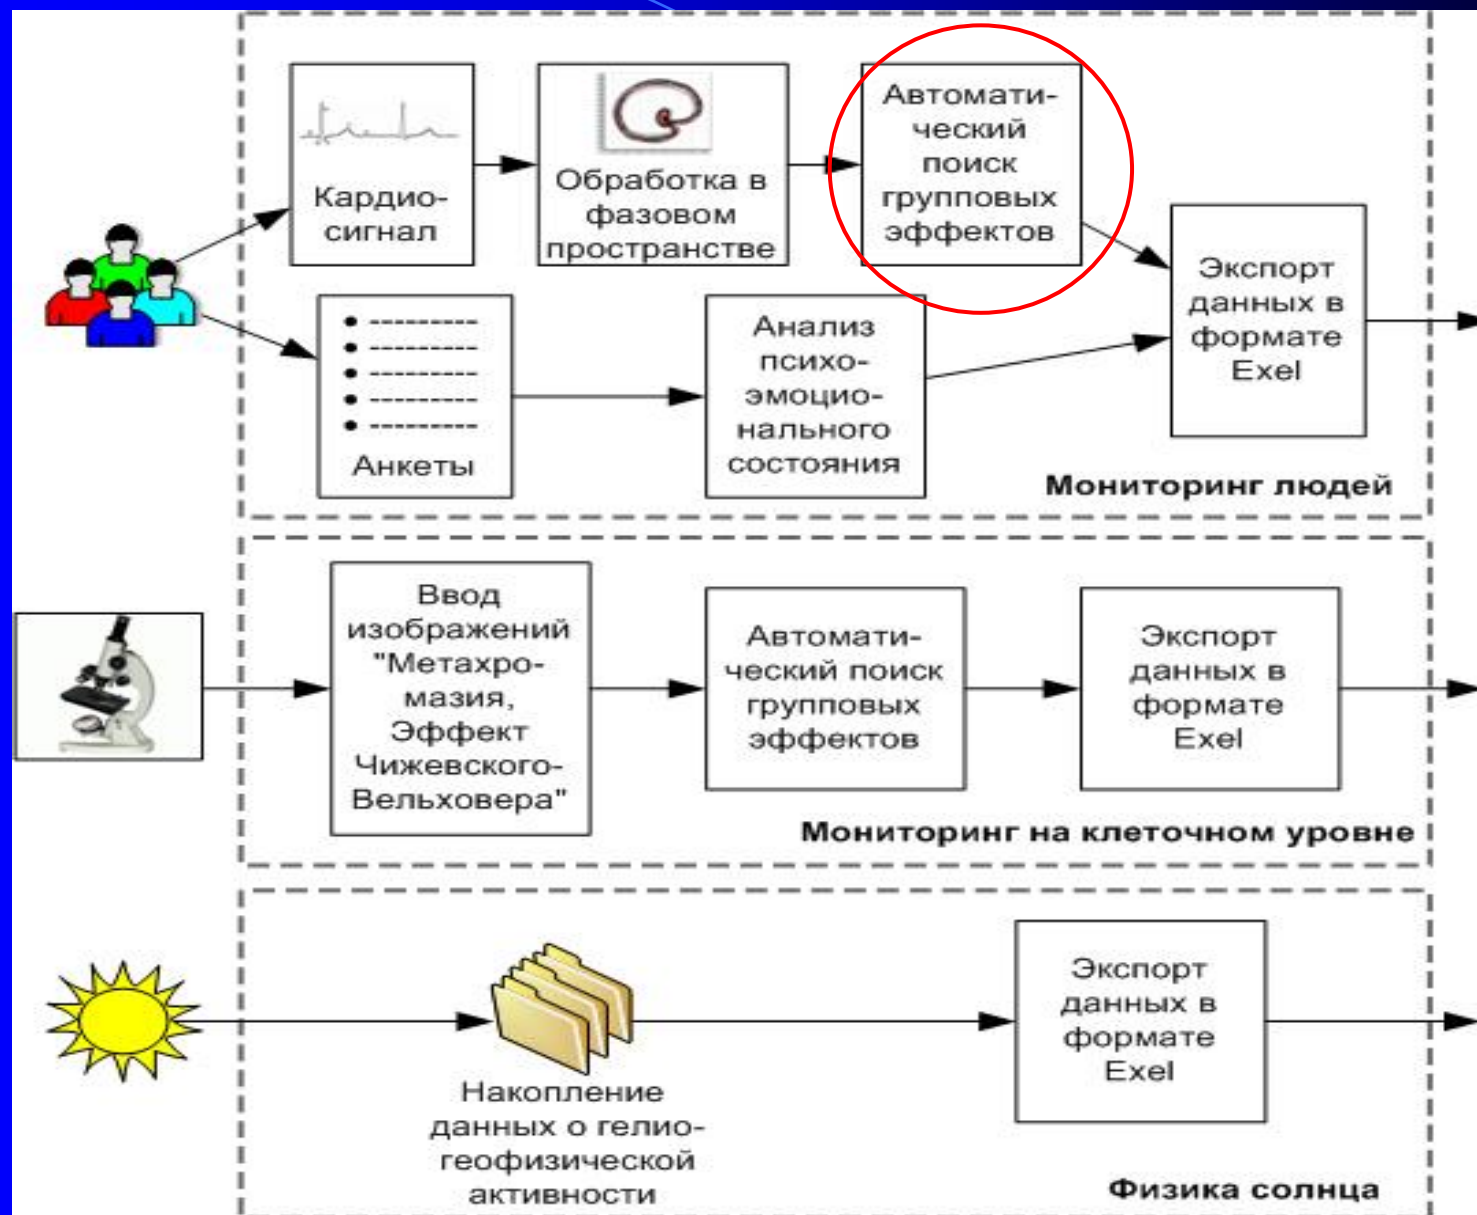 Кардио-
сигнал
Обработка в
фазовом
пространстве
Автомати-
ческий
поиск
групповых
эффектов
Экспорт
данных в
формате
Exel
Анкеты
Анализ
психо-
эмоцио-
нального
состояния
Мониторинг людей
Ввод
изображений
"Метахро-
мазия,
Эффект
Чижевского-
Вельховера"
Автомати-
ческий поиск
групповых
эффектов
Экспорт
данных в
формате
Exel
Мониторинг на клеточном уровне
Накопление
данных о гелио-
геофизической
активности
Экспорт
данных в
формате
Exel
Физика солнца